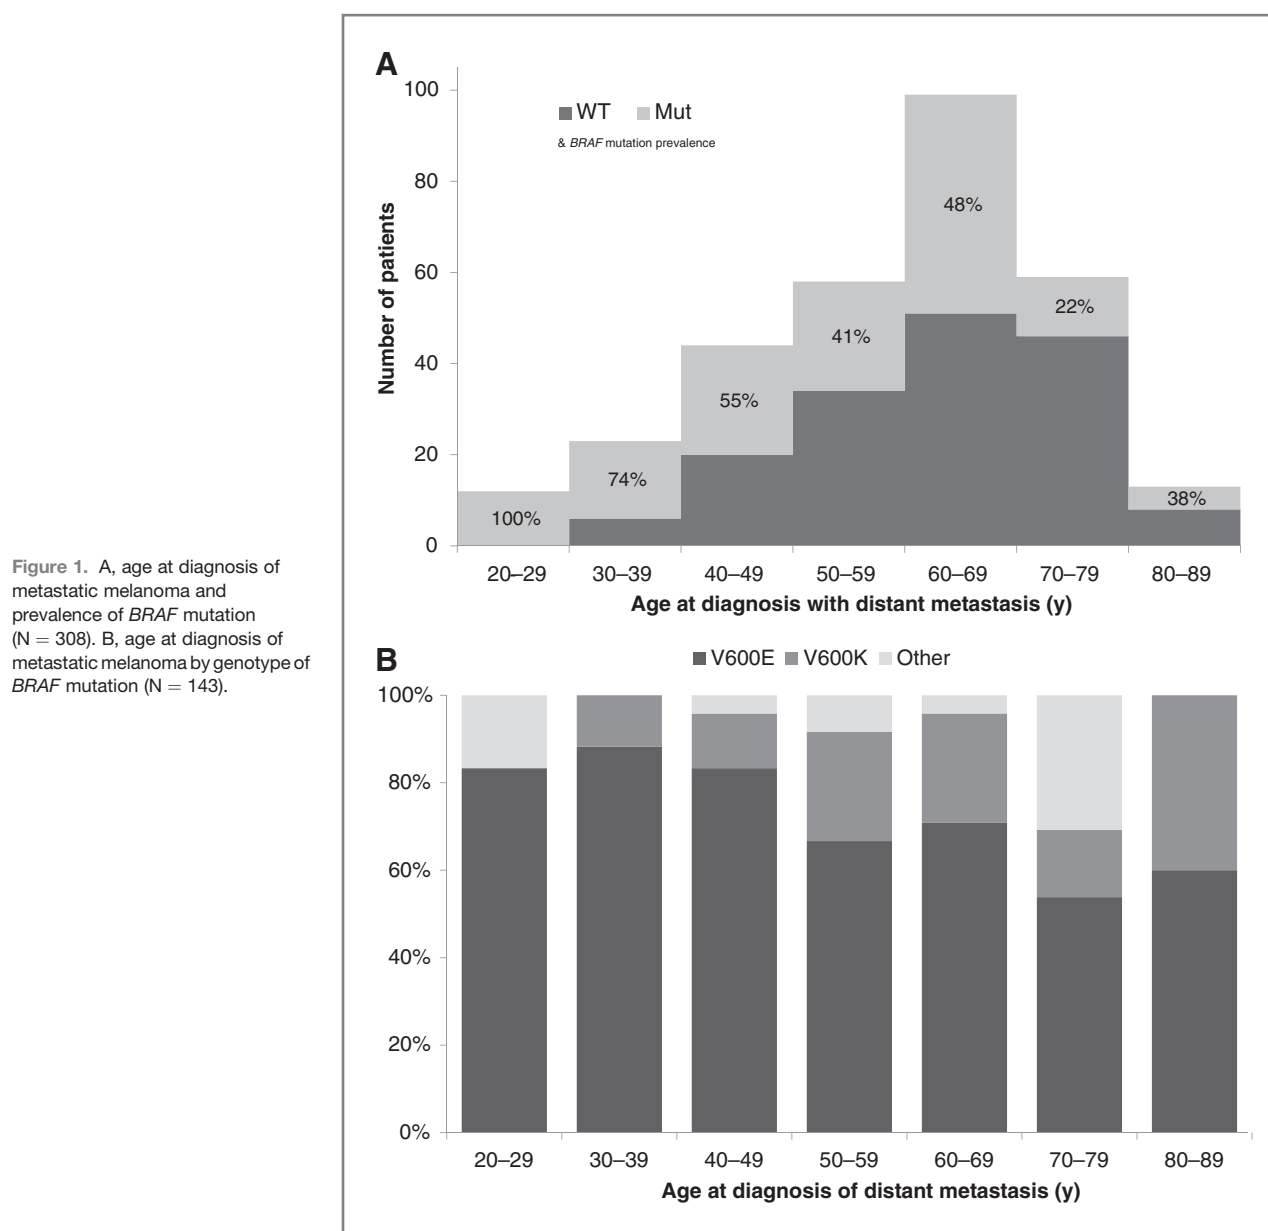 A
100
80
60
40
20
0
Number of patients
WT Mut
& BRAF mutation prevalence
100%
74%
55%
41%
48%
22%
38%
20–29 30–39 40–49 50–59 60–69 70–79 80–89
Age at diagnosis with distant metastasis (y)
Figure 1. A, age at diagnosis of
metastatic melanoma and
prevalence of BRAF mutation
(N = 308). B, age at diagnosis of
metastatic melanoma by genotype of
BRAF mutation (N = 143).
B
V600E V600K Other
100%
80%
60%
40%
20%
0%
20–29 30–39 40–49 50–59 60–69 70–79 80–89
Age at diagnosis of distant metastasis (y)